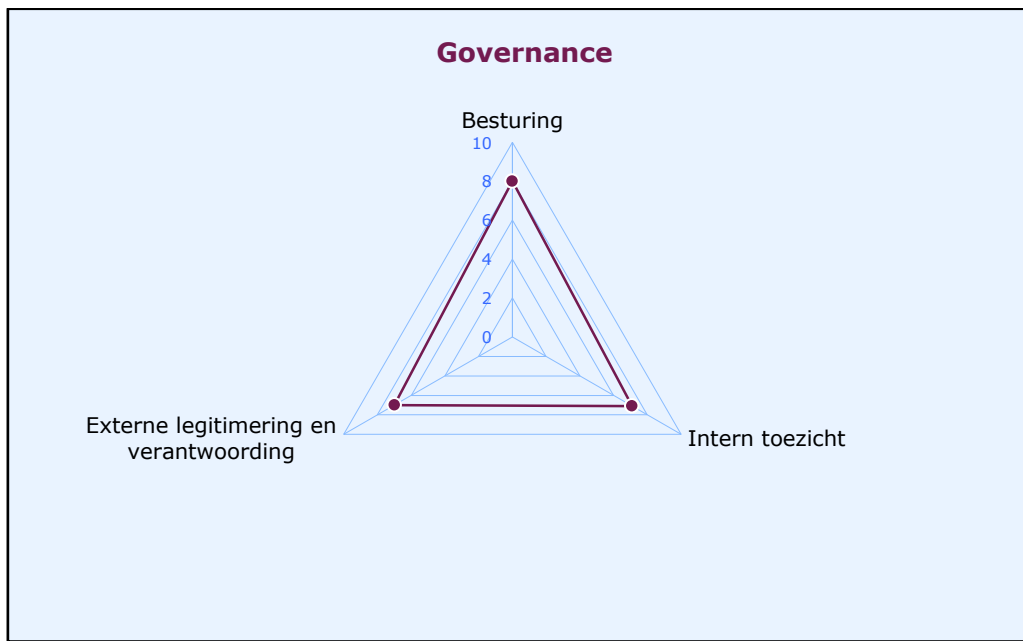 Governance
Besturing
10
8
6
4
2
0
Externe legitimering en
verantwoording
Intern toezicht